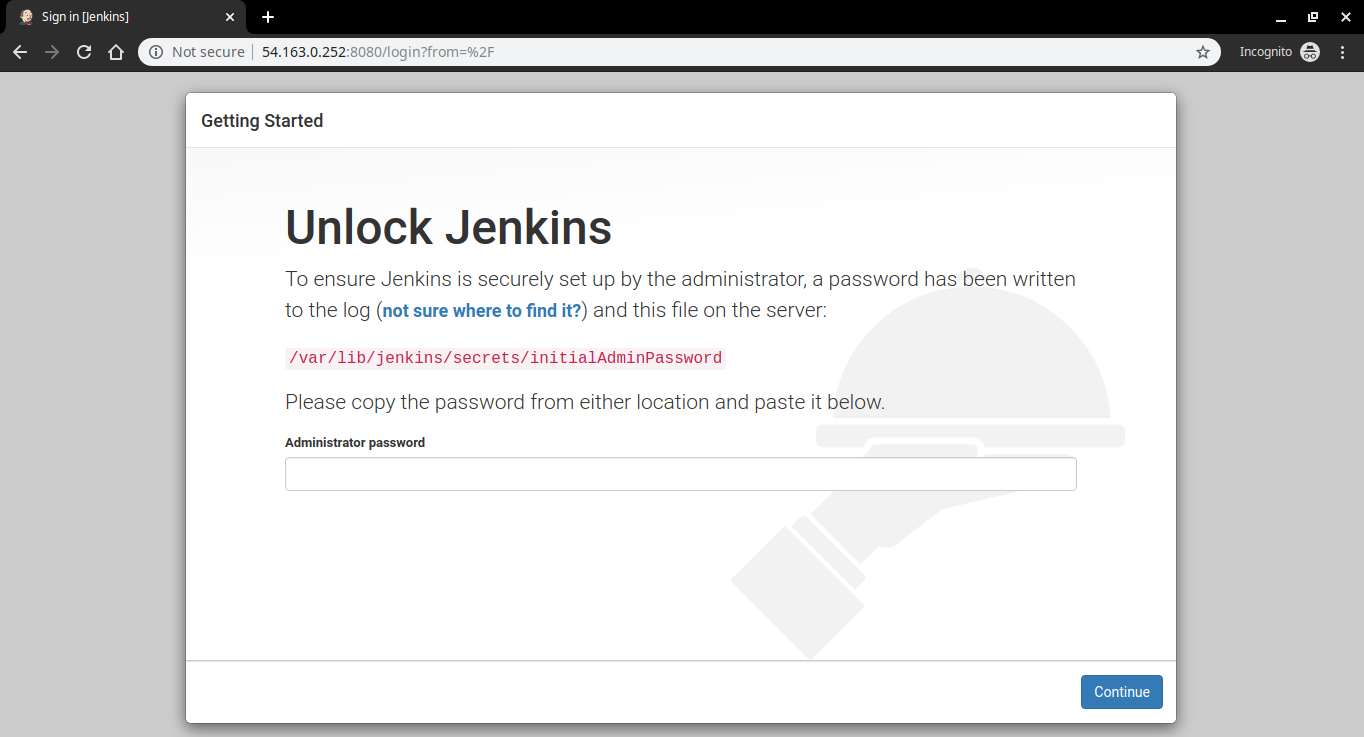 Sign in [Jenkins]
Not secure 54.163.0.252:8080/login?from=%2F Incognito
Getting Started
Unlock Jenkins
To ensure Jenkins is securely set up by the administrator, a password has been written
to the log (not sure where to find it?) and this file on the server:
/var/lib/jenkins/secrets/initialAdminPassword
Please copy the password from either location and paste it below.
Administrator password
Continue